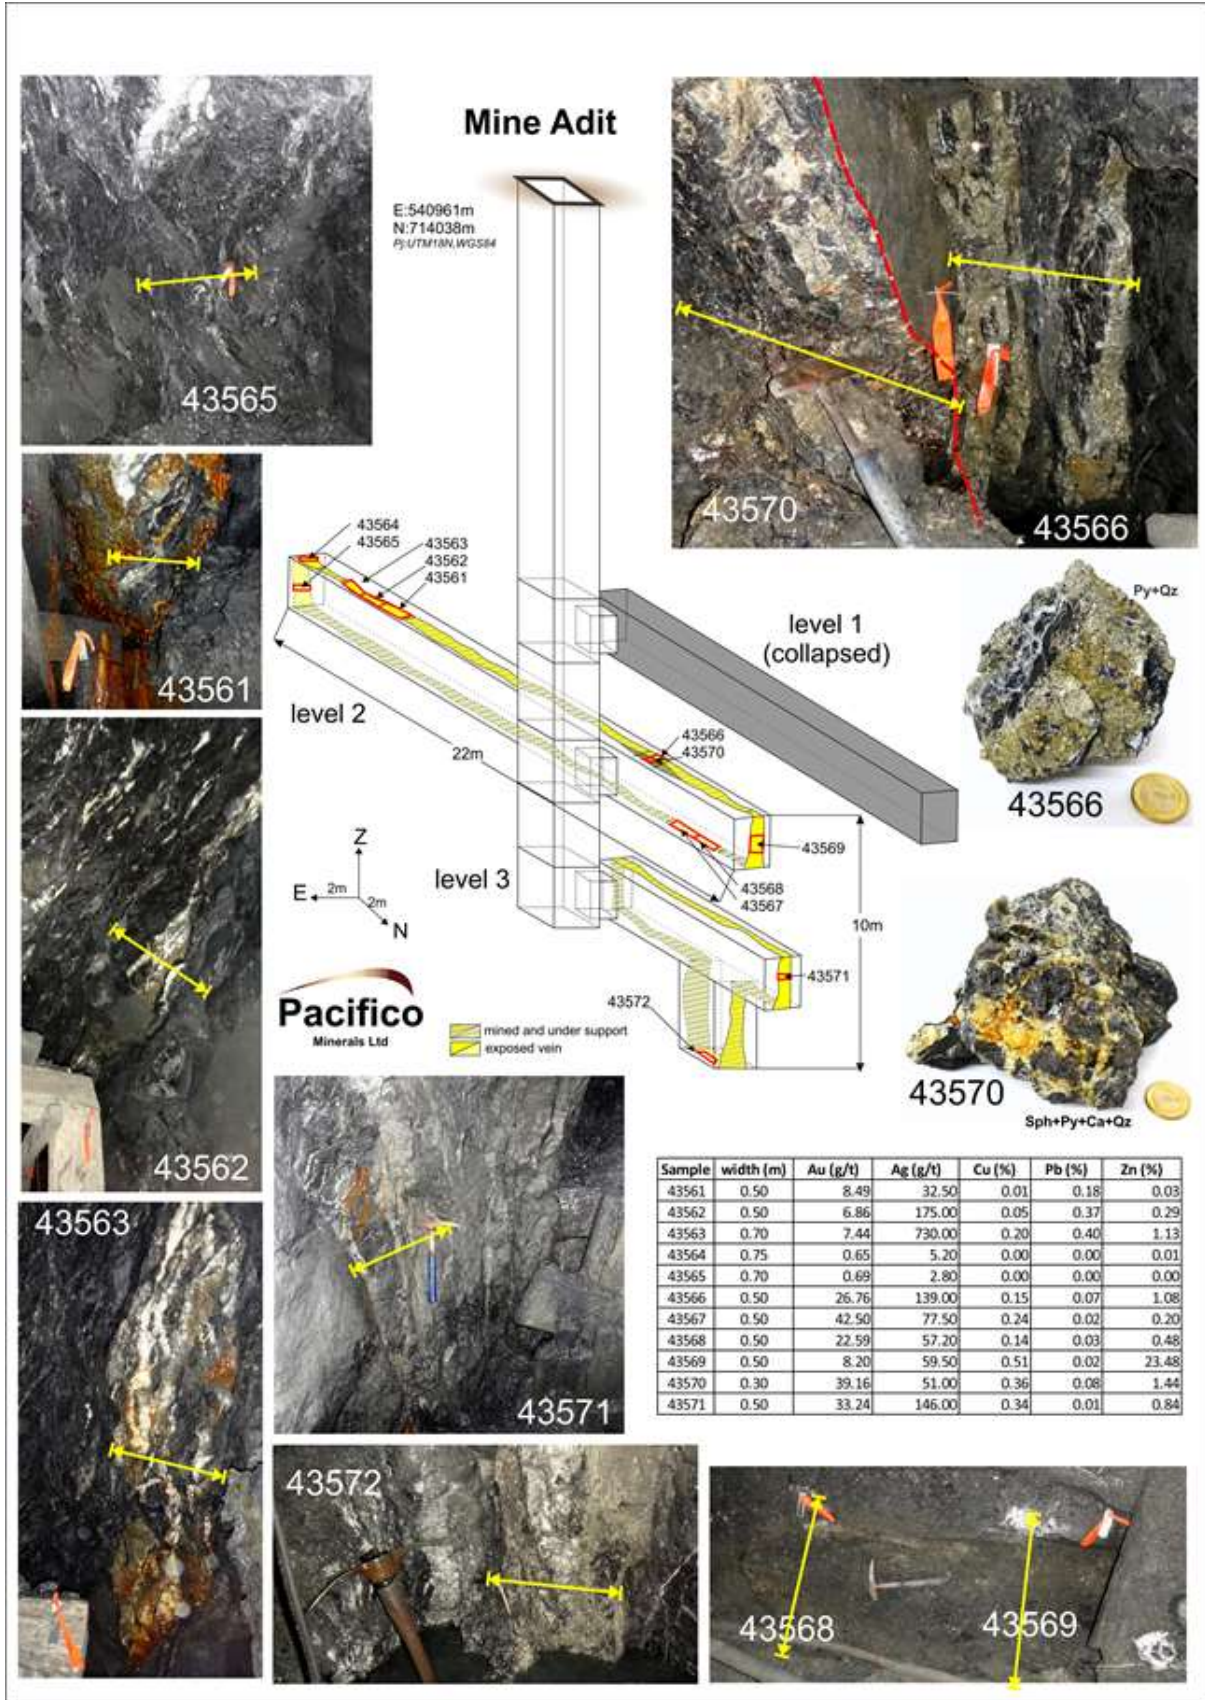 Mine Adit
E:540961m
N:714038m
Pj:UTM18N,WGS84
43565
43570
43566
43561
43564
43565
43563
43562
43561
level 1
(collapsed)
level 2
22m
43566
43570
Py+Qz
43566
43569
43568
43567
Z
E
2m
2m
N
level 3
10m
43571
43572
Pacifico
Minerals Ltd
mined and under support
exposed vein
43570
Sph+Py+Ca+Qz
43562
43563
43571
Sample width (m) Au (g/t) Ag (g/t) Cu (%) Pb (%) Zn (%)
43561 0.50 8.49 32.50 0.01 0.18 0.03
43562 0.50 6.86 175.00 0.05 0.37 0.29
43563 0.70 7.44 730.00 0.20 0.40 1.13
43564 0.75 0.65 5.20 0.00 0.00 0.01
43565 0.70 0.69 2.80 0.00 0.00 0.00
43566 0.50 26.76 139.00 0.15 0.07 1.08
43567 0.50 42.50 77.50 0.24 0.02 0.20
43568 0.50 22.59 57.20 0.14 0.03 0.48
43569 0.50 8.20 59.50 0.51 0.02 23.48
43570 0.30 39.16 51.00 0.36 0.08 1.44
43571 0.50 33.24 146.00 0.34 0.01 0.84
43572
43568
43569